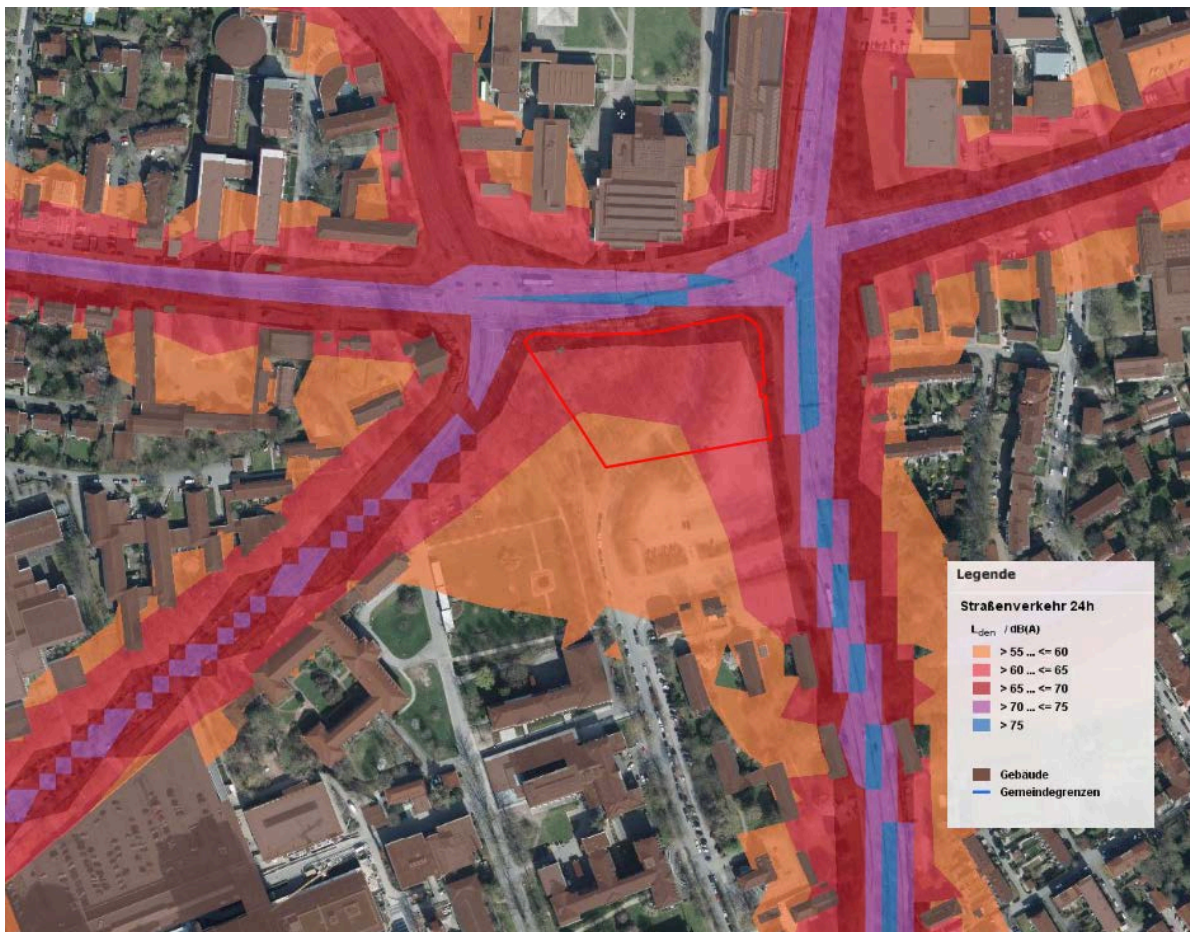 Legende
Straßenverkehr 24h
Lden / dB(A)
> 55 ... <= 60
> 60 ... <= 65
> 65 ... <= 70
> 70 ... <= 75
> 75
Gebäude
Gemeindegrenzen